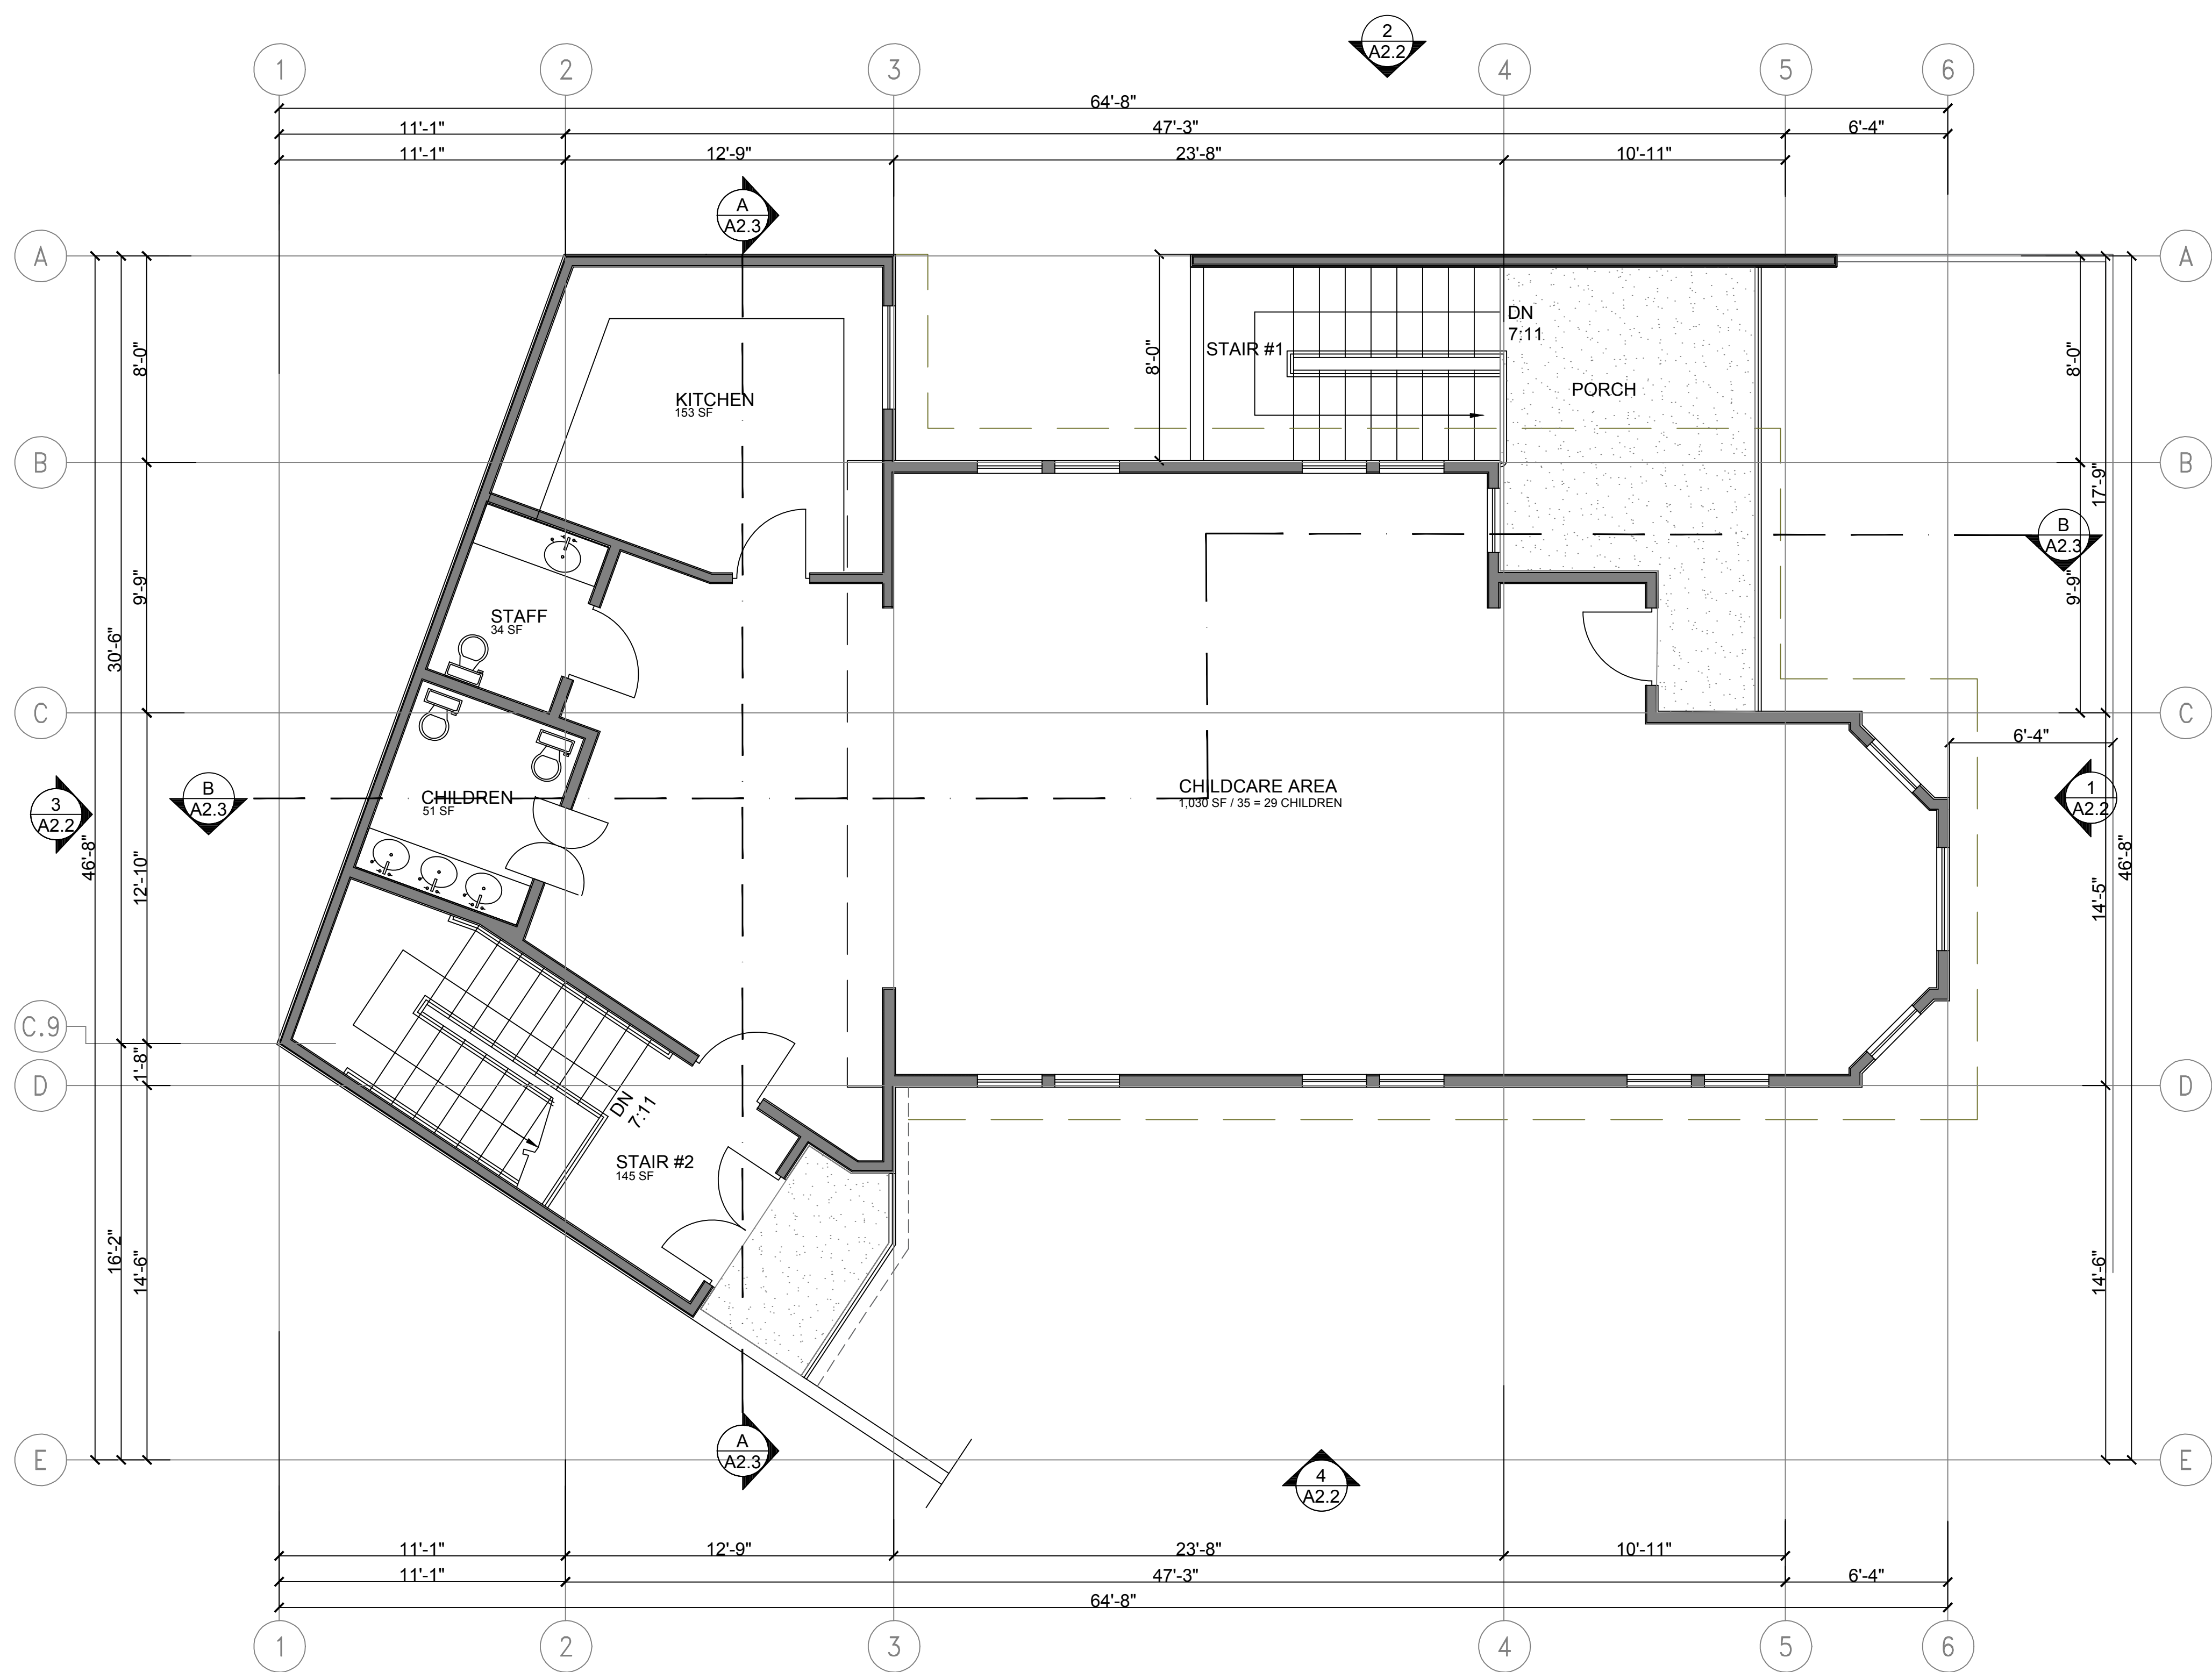 2
A2.2
1
2
3
4
5
6
64'-8"
11'-1"
47'-3"
6'-4"
11'-1"
12'-9"
23'-8"
10'-11"
A
A2.3
A
A
8'-0"
8'-0"
8'-0"
DN
7:11
STAIR #1
PORCH
KITCHEN
153 SF
B
B
17'-9"
B
A2.3
9'-9"
9'-9"
STAFF
34 SF
30'-6"
C
C
6'-4"
CHILDCARE AREA
1,030 SF / 35 = 29 CHILDREN
CHILDREN
51 SF
3
A2.2
B
A2.3
1
A2.2
46'-8"
46'-8"
12'-10"
14'-5"
C.9
1'-8"
D
D
DN
7:11
STAIR #2
145 SF
16'-2"
14'-6"
14'-6"
A
A2.3
E
E
4
A2.2
11'-1"
12'-9"
23'-8"
10'-11"
11'-1"
47'-3"
6'-4"
64'-8"
1
2
3
4
5
6